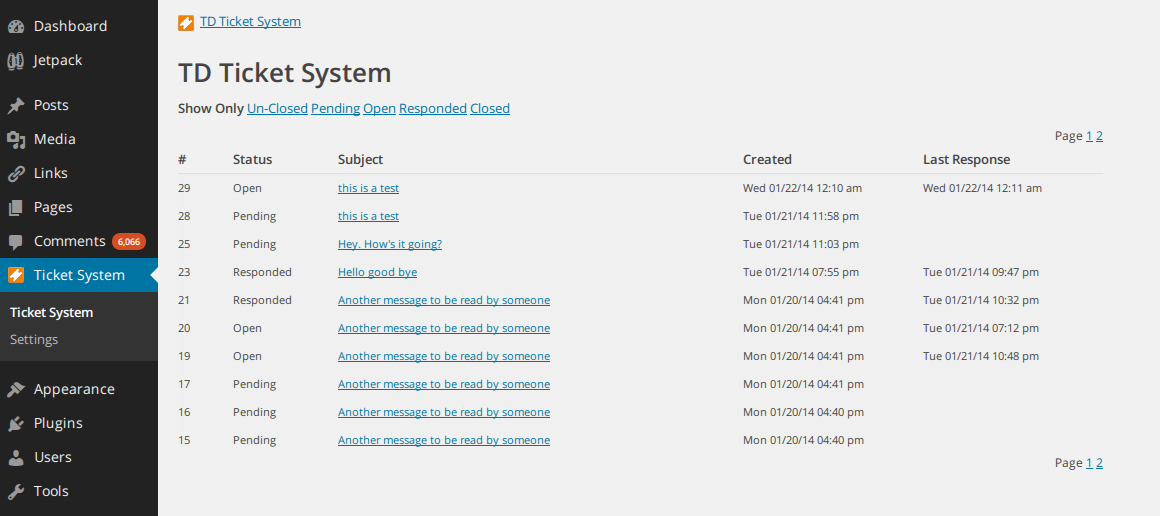 Dashboard
Jetpack
Posts
Media
Links
Pages
Comments 6,066
Ticket System
Ticket System
Settings
Appearance
Plugins
Users
Tools
TD Ticket System
TD Ticket System
Show Only Un-Closed Pending Open Responded Closed
Page 1 2
# Status Subject Created Last Response
29 Open this is a test Wed 01/22/14 12:10 am Wed 01/22/14 12:11 am
28 Pending this is a test Tue 01/21/14 11:58 pm
25 Pending Hey. How's it going? Tue 01/21/14 11:03 pm
23 Responded Hello good bye Tue 01/21/14 07:55 pm Tue 01/21/14 09:47 pm
21 Responded Another message to be read by someone Mon 01/20/14 04:41 pm Tue 01/21/14 10:32 pm
20 Open Another message to be read by someone Mon 01/20/14 04:41 pm Tue 01/21/14 07:12 pm
19 Open Another message to be read by someone Mon 01/20/14 04:41 pm Tue 01/21/14 10:48 pm
17 Pending Another message to be read by someone Mon 01/20/14 04:41 pm
16 Pending Another message to be read by someone Mon 01/20/14 04:40 pm
15 Pending Another message to be read by someone Mon 01/20/14 04:40 pm
Page 1 2